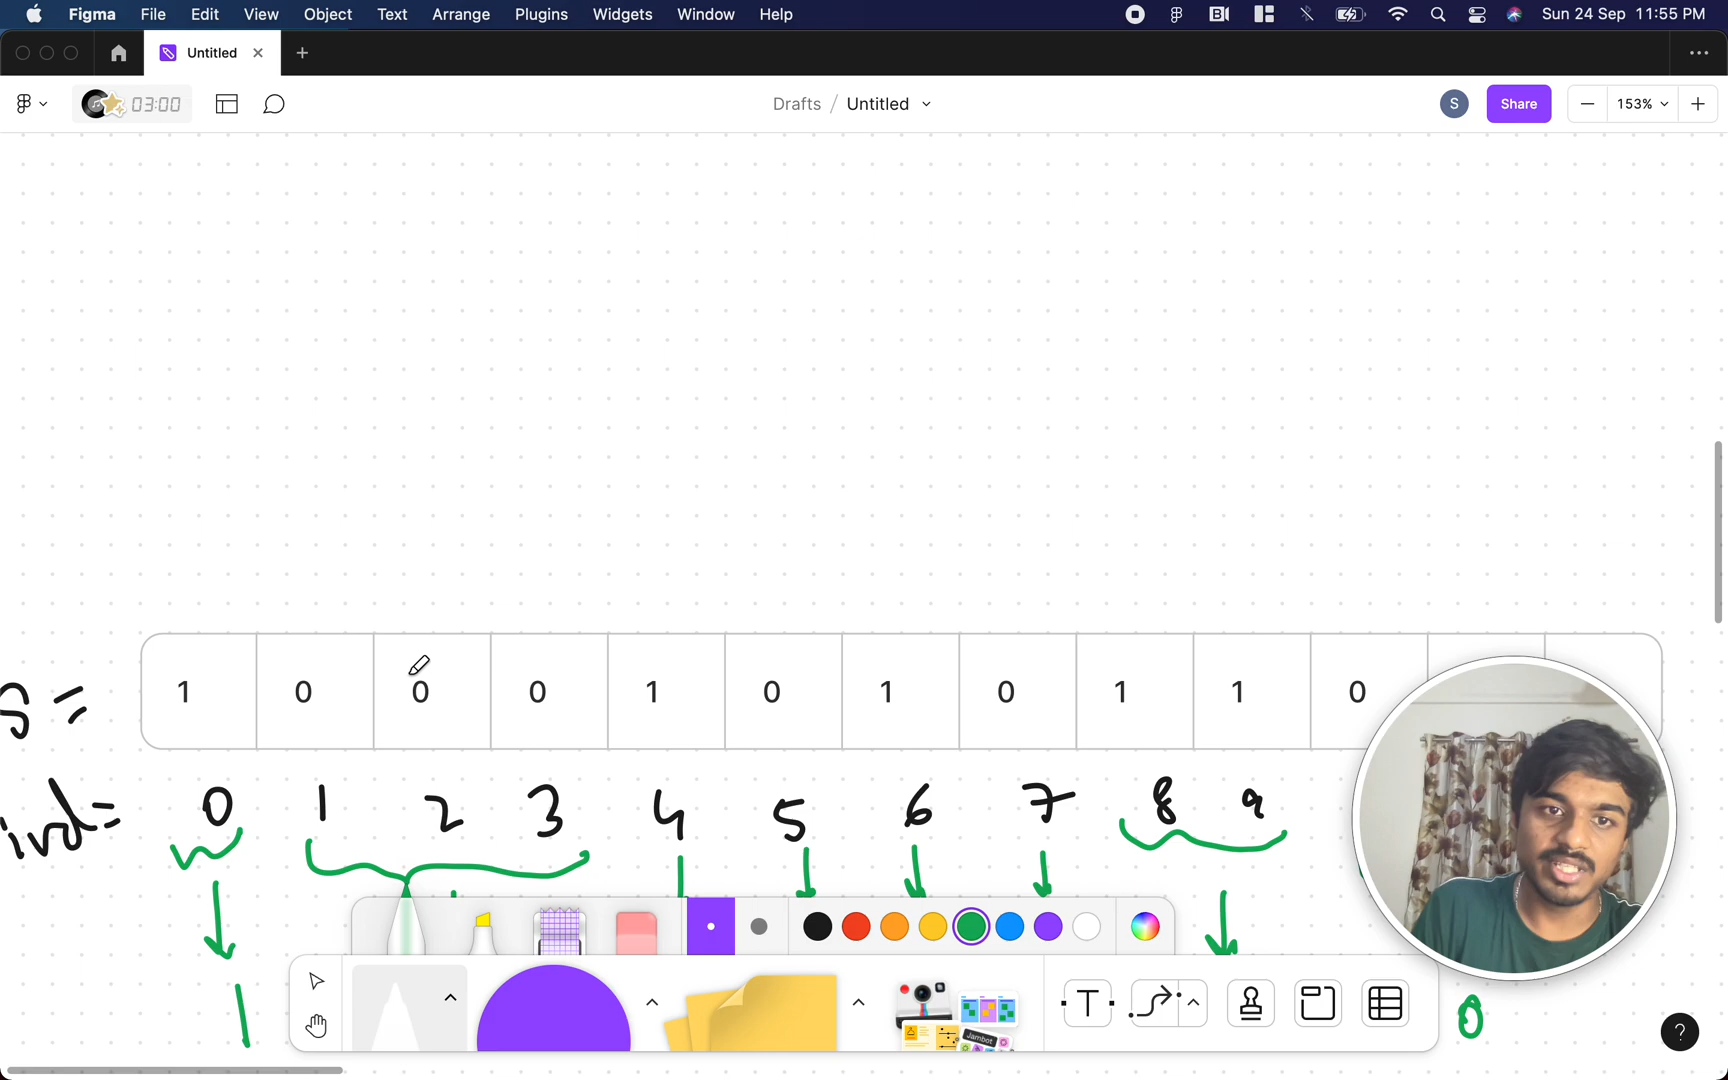 Figma File Edit View Object Text Arrange Plugins Widgets Window Help Sun 24 Sep 11:55 PM
Untitled
03:00 Drafts / Untitled S Share 153%
S = 1 0 0 0 1 0 1 0 1 1 0
ind = 0 1 2 3 4 5 6 7 8 9
1 T Jambot 0 ?